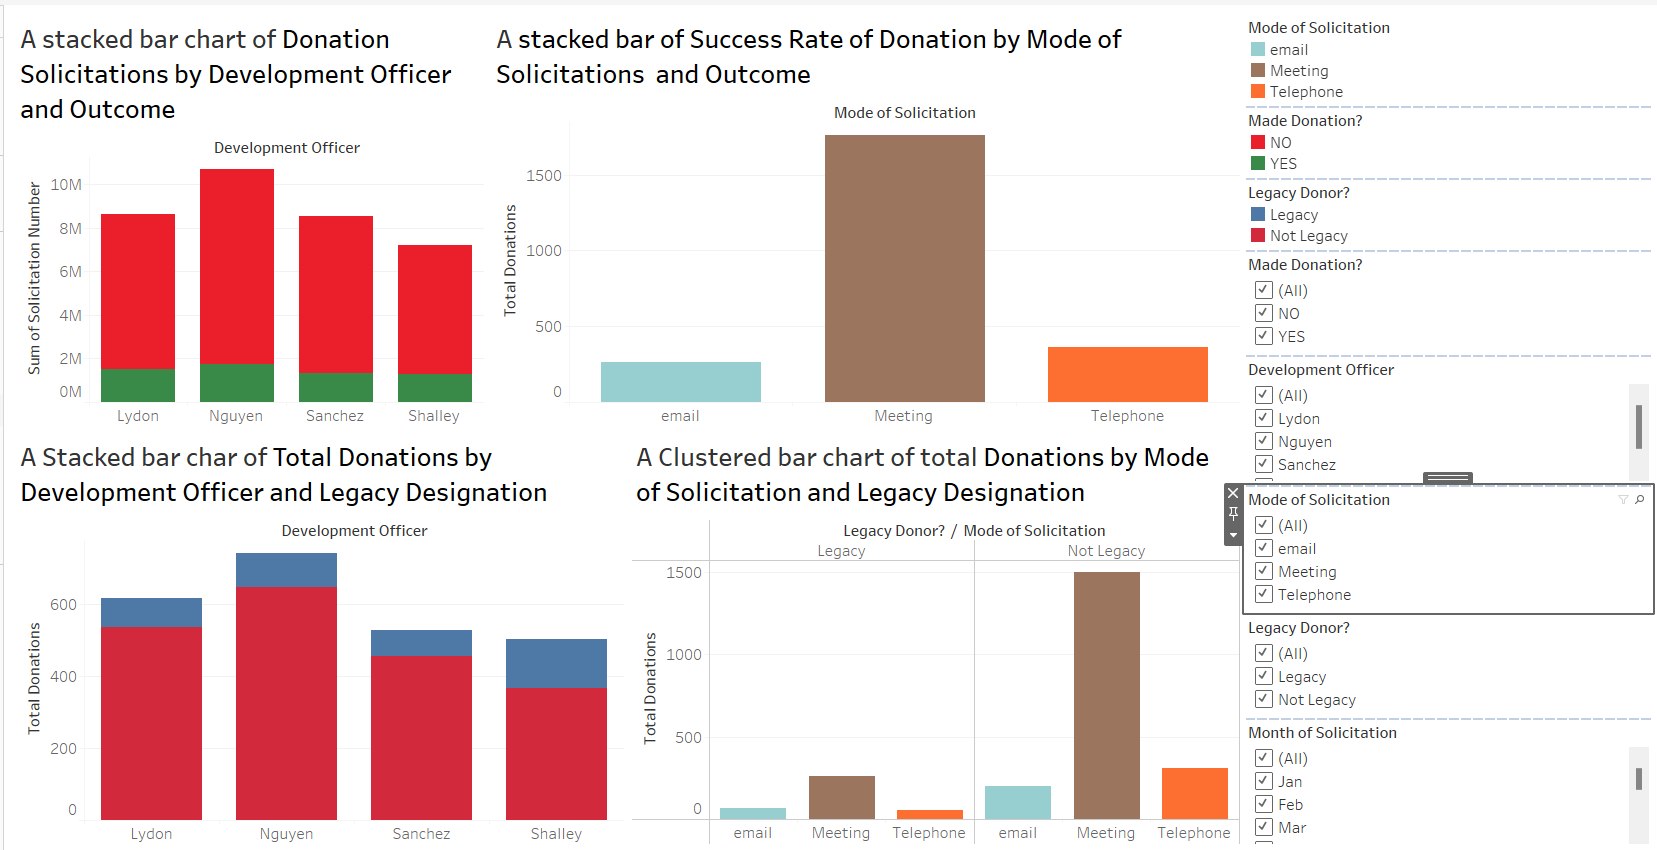 A stacked bar chart of Donation
Solicitations by Development Officer
and Outcome
Development Officer
Sum of Solicitation Number
10M
8M
6M
4M
2M
0M
Lydon
Nguyen
Sanchez
Shalley
A stacked bar of Success Rate of Donation by Mode of
Solicitations and Outcome
Mode of Solicitation
Total Donations
1500
1000
500
0
email
Meeting
Telephone
A Stacked bar char of Total Donations by
Development Officer and Legacy Designation
Development Officer
Total Donations
600
400
200
0
Lydon
Nguyen
Sanchez
Shalley
A Clustered bar chart of total Donations by Mode
of Solicitation and Legacy Designation
Legacy Donor? / Mode of Solicitation
Legacy
Not Legacy
Total Donations
1500
1000
500
0
email
Meeting
Telephone
email
Meeting
Telephone
Mode of Solicitation
email
Meeting
Telephone
Made Donation?
NO
YES
Legacy Donor?
Legacy
Not Legacy
Made Donation?
(All)
NO
YES
Development Officer
(All)
Lydon
Nguyen
Sanchez
Mode of Solicitation
(All)
email
Meeting
Telephone
Legacy Donor?
(All)
Legacy
Not Legacy
Month of Solicitation
(All)
Jan
Feb
Mar